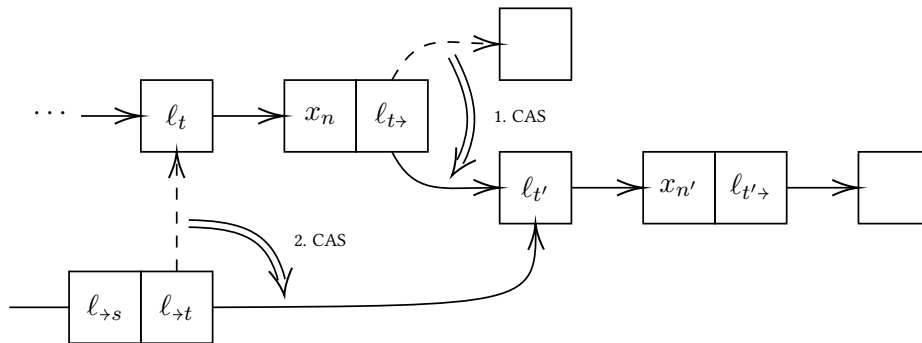 ⋯ ℓ_t x_n ℓ_{t→} 1. CAS
ℓ_{t'} x_{n'} ℓ_{t'→}
2. CAS
ℓ_{→s} ℓ_{→t}